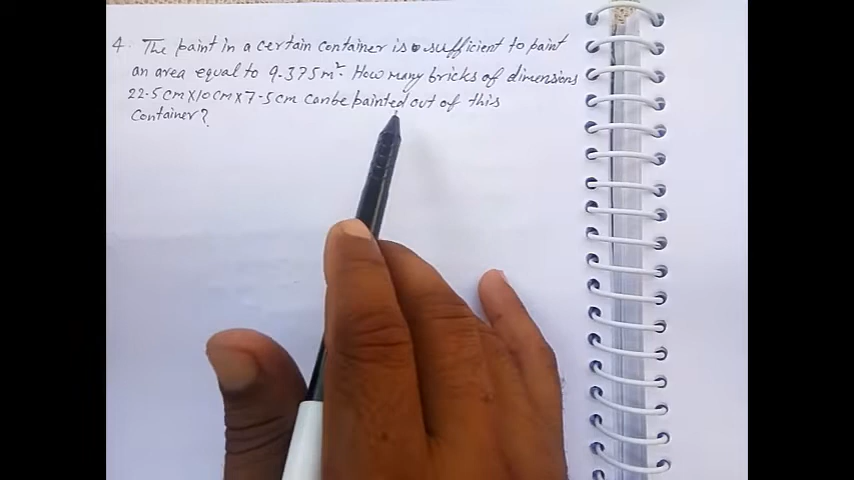 4. The paint in a certain container is sufficient to paint
an area equal to 9.375m². How many bricks of dimensions
22.5cm×10cm×7.5cm can be painted out of this
Container?